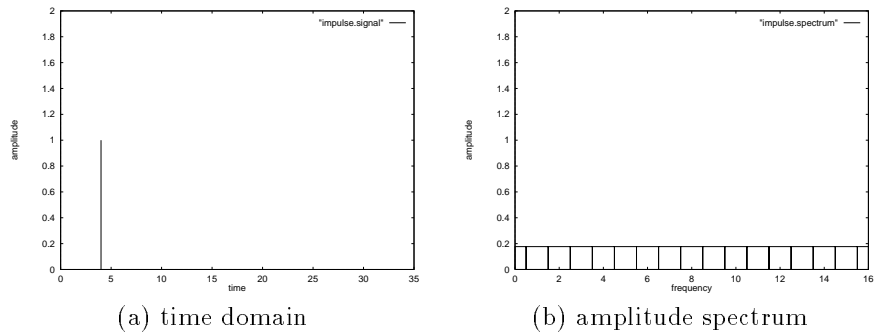 2
1.8
1.6
1.4
1.2
1
0.8
0.6
0.4
0.2
0
amplitude
"impulse.signal"
0 5 10 15 20 25 30 35
time
(a) time domain
2
1.8
1.6
1.4
1.2
1
0.8
0.6
0.4
0.2
0
amplitude
"impulse.spectrum"
0 2 4 6 8 10 12 14 16
frequency
(b) amplitude spectrum